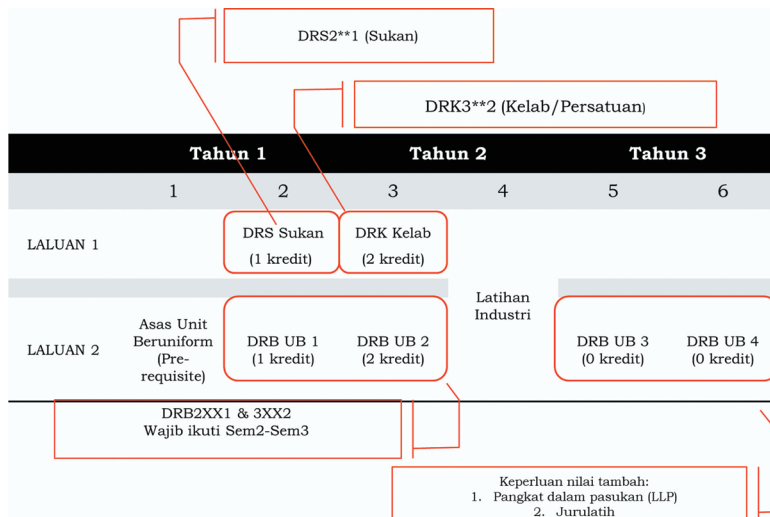 DRS2**1 (Sukan)
DRK3**2 (Kelab/Persatuan)
Tahun 1 Tahun 2 Tahun 3
1 2 3 4 5 6
LALUAN 1
DRS Sukan
(1 kredit)
DRK Kelab
(2 kredit)
Latihan
Industri
LALUAN 2
Asas Unit
Beruniform
(Pre-
requisite)
DRB UB 1
(1 kredit)
DRB UB 2
(2 kredit)
DRB UB 3
(0 kredit)
DRB UB 4
(0 kredit)
DRB2XX1 & 3XX2
Wajib ikuti Sem2-Sem3
Keperluan nilai tambah:
1. Pangkat dalam pasukan (LLP)
2. Jurulatih